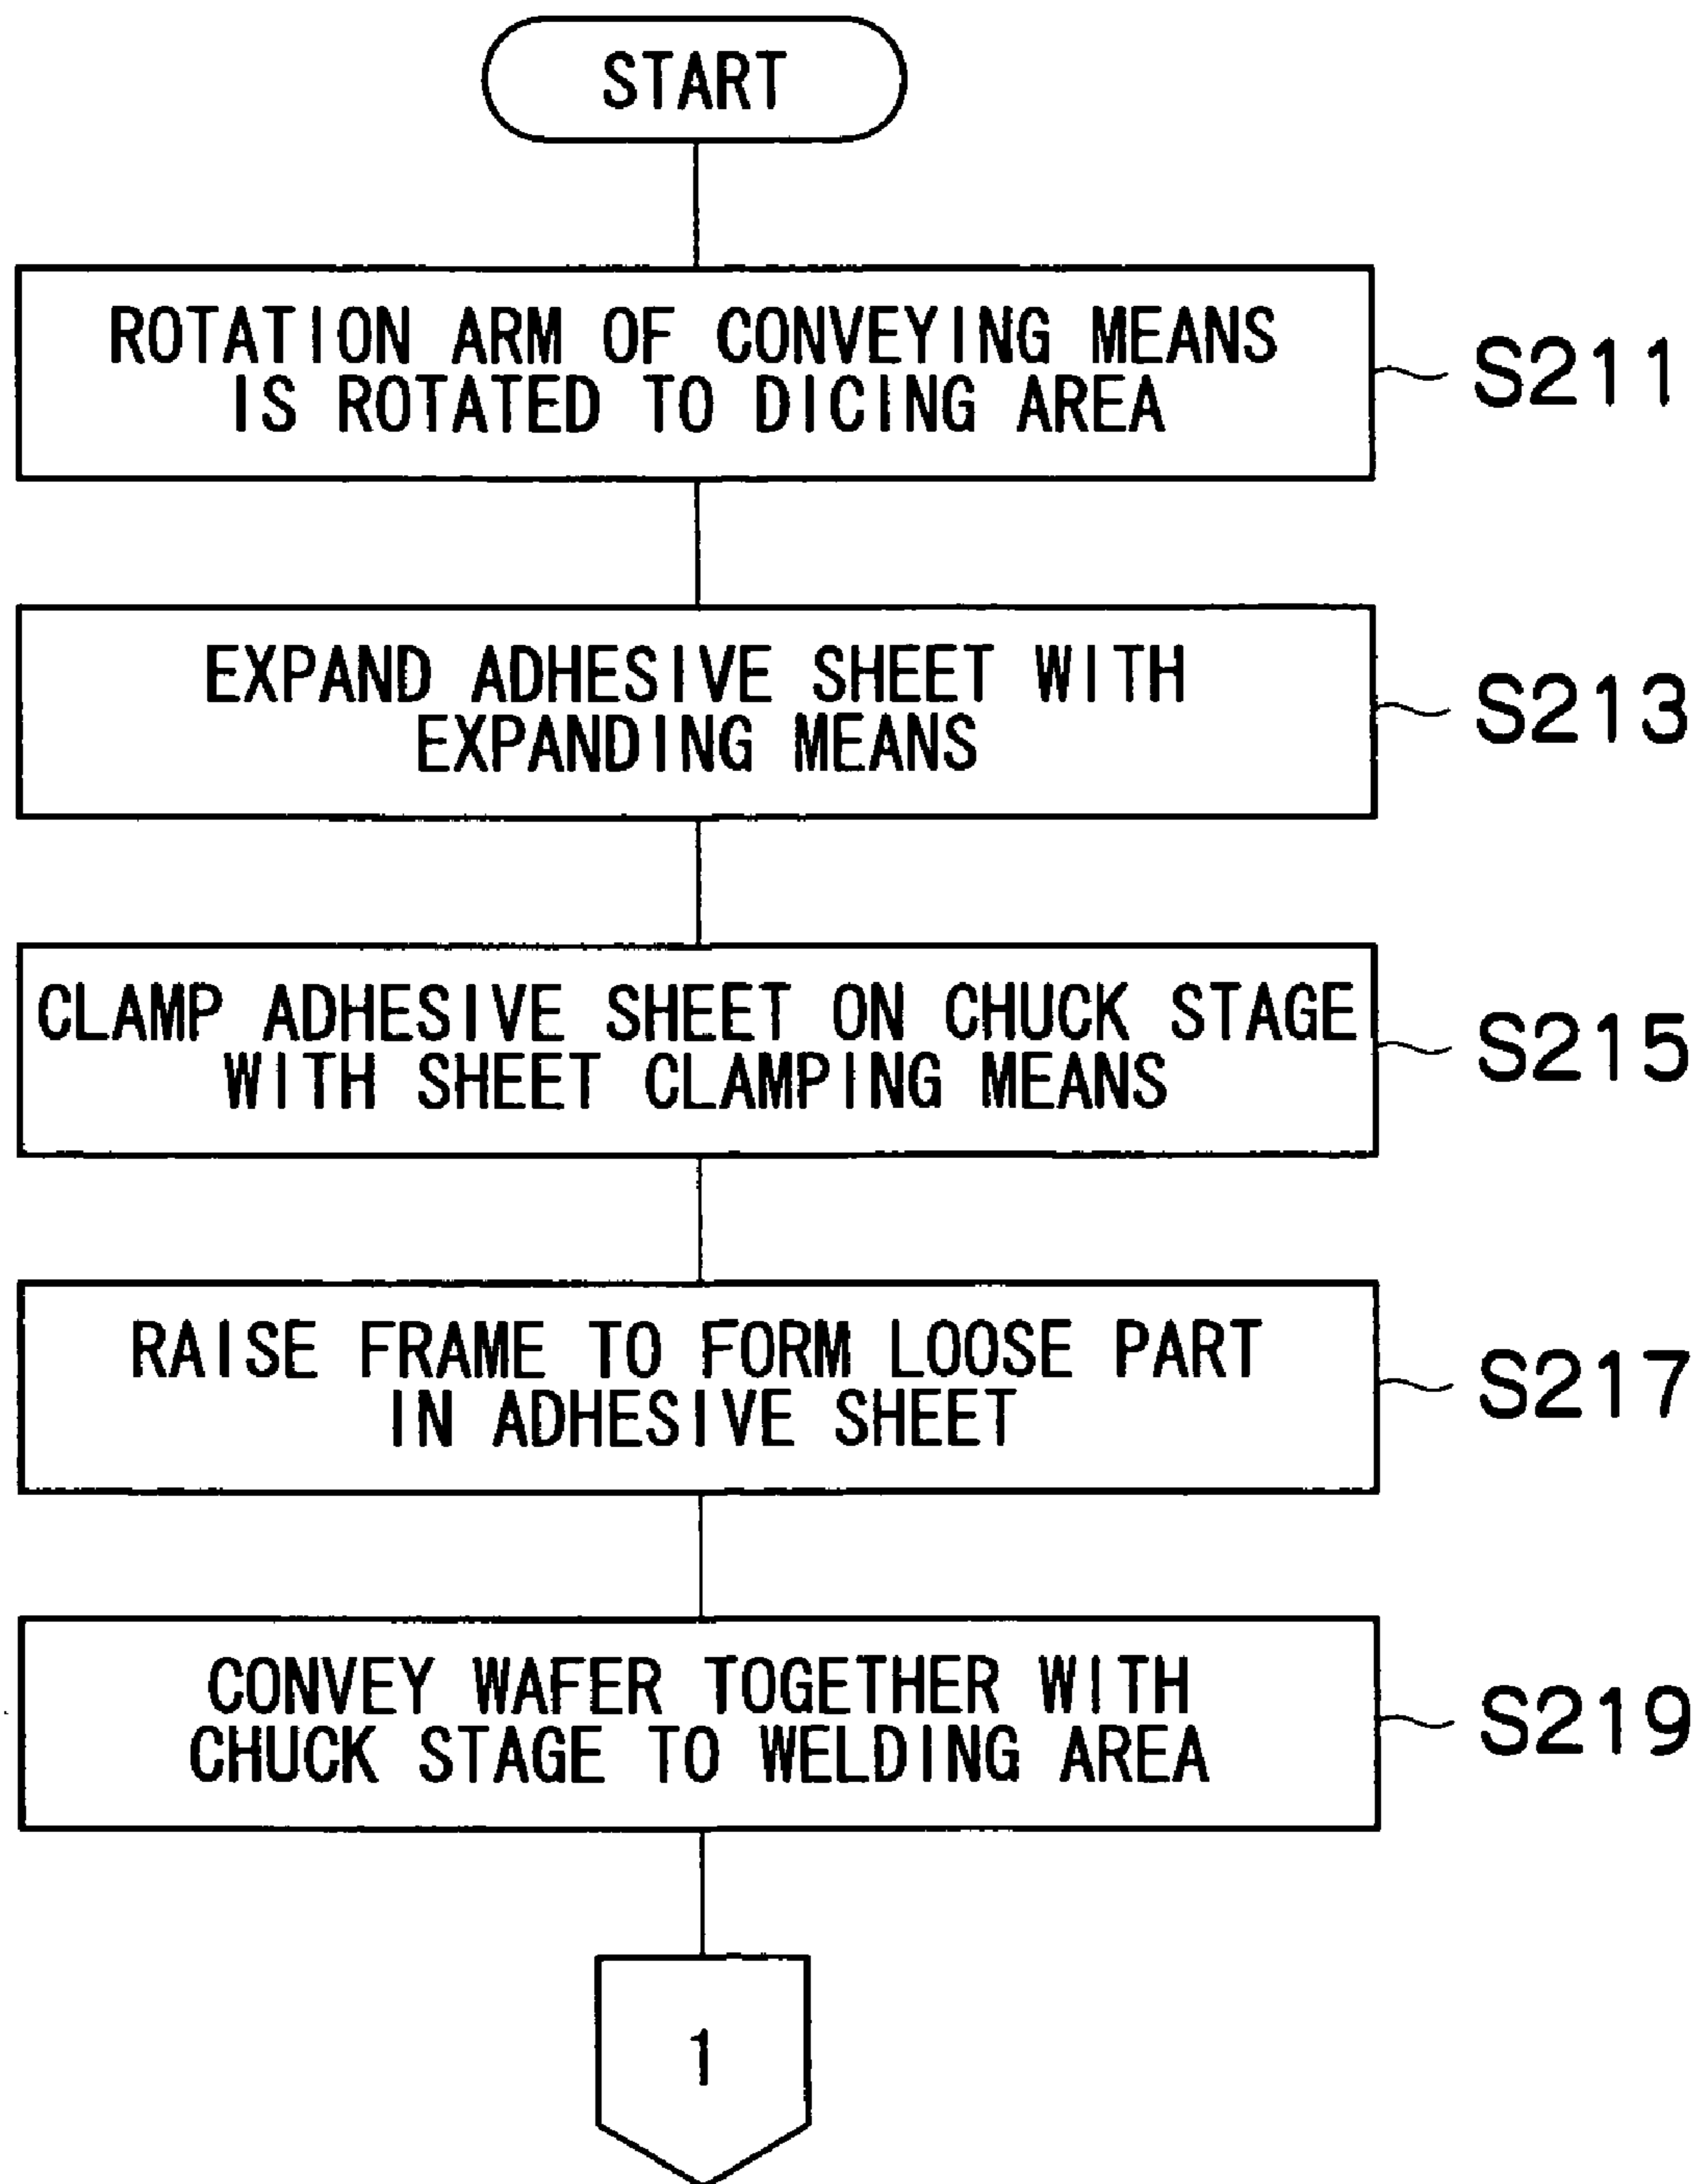 START
ROTATION ARM OF CONVEYING MEANS
IS ROTATED TO DICING AREA
S211
EXPAND ADHESIVE SHEET WITH
EXPANDING MEANS
S213
CLAMP ADHESIVE SHEET ON CHUCK STAGE
WITH SHEET CLAMPING MEANS
S215
RAISE FRAME TO FORM LOOSE PART
IN ADHESIVE SHEET
S217
CONVEY WAFER TOGETHER WITH
CHUCK STAGE TO WELDING AREA
S219
1